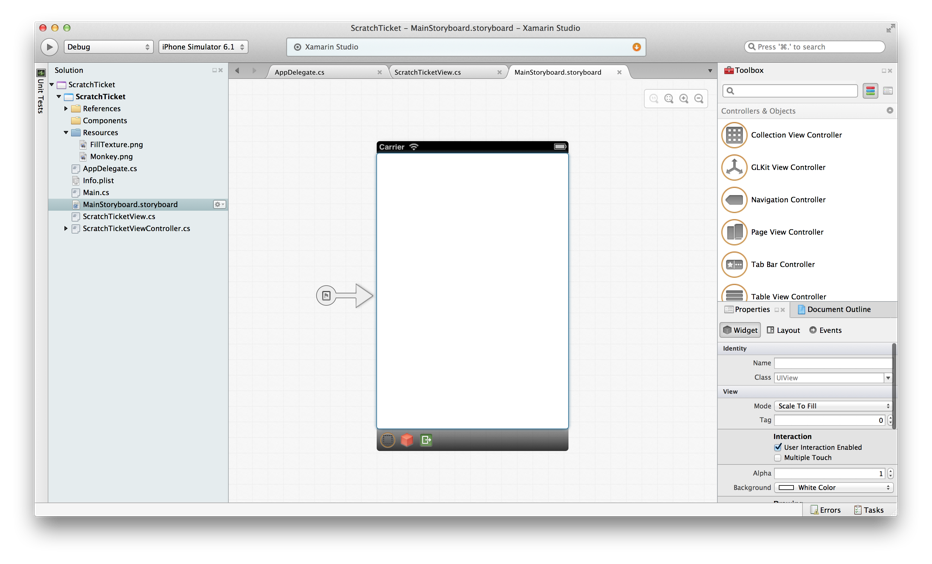 ScratchTicket – MainStoryboard.storyboard – Xamarin Studio
Debug
iPhone Simulator 6.1
Xamarin Studio
Press '⌘.' to search
Unit Tests
Solution
ScratchTicket
ScratchTicket
References
Components
Resources
FillTexture.png
Monkey.png
AppDelegate.cs
Info.plist
Main.cs
MainStoryboard.storyboard
ScratchTicketView.cs
ScratchTicketViewController.cs
AppDelegate.cs
ScratchTicketView.cs
MainStoryboard.storyboard
Carrier
Toolbox
Controllers & Objects
Collection View Controller
GLKit View Controller
Navigation Controller
Page View Controller
Tab Bar Controller
Table View Controller
Properties
Document Outline
Widget
Layout
Events
Identity
Name
Class UIView
View
Mode Scale To Fill
Tag 0
Interaction
User Interaction Enabled
Multiple Touch
Alpha 1
Background White Color
Errors
Tasks